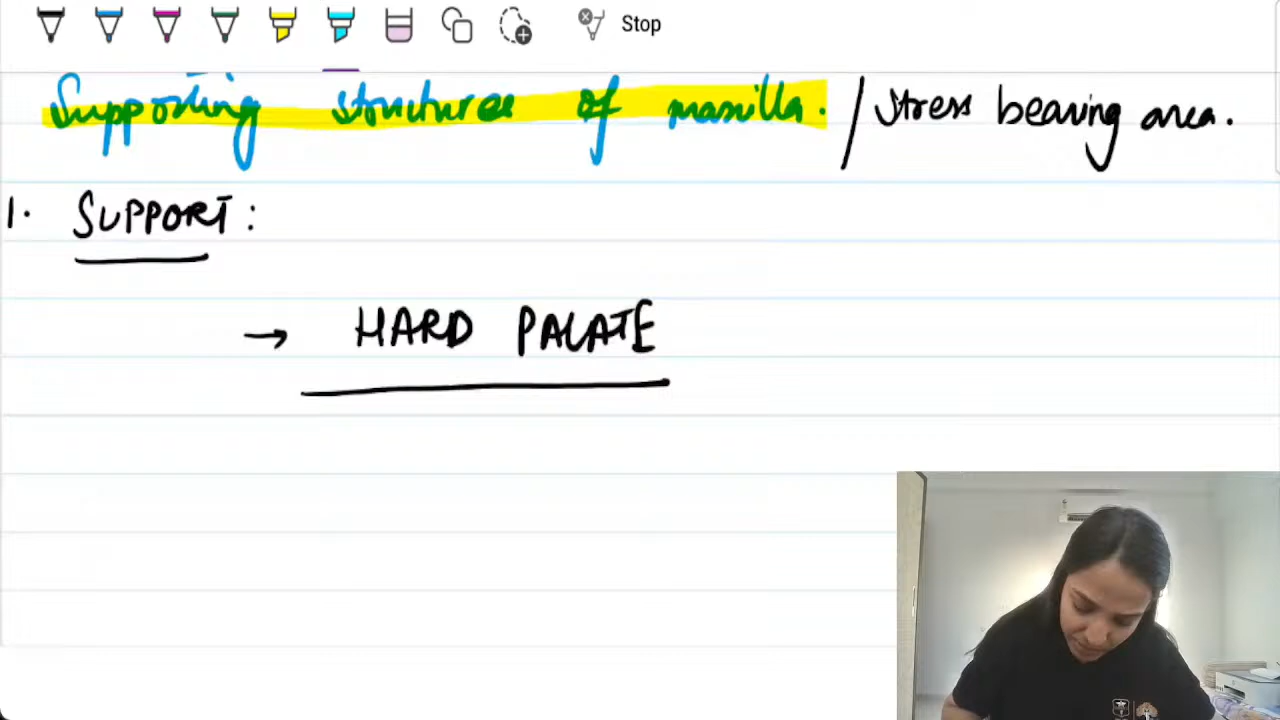 Stop
Supporting structures of maxilla. / Stress bearing area.
1. SUPPORT:
→ HARD PALATE